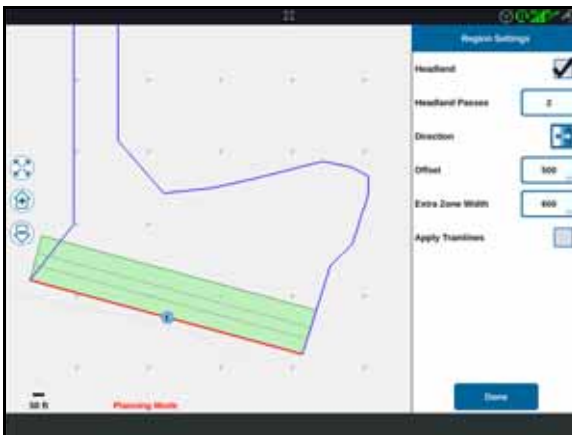 Region Settings
Headland
Headland Passes
2
Direction
Offset
500
Extra Zone Width
600
Apply Tramlines
Done
50 ft
Planning Mode